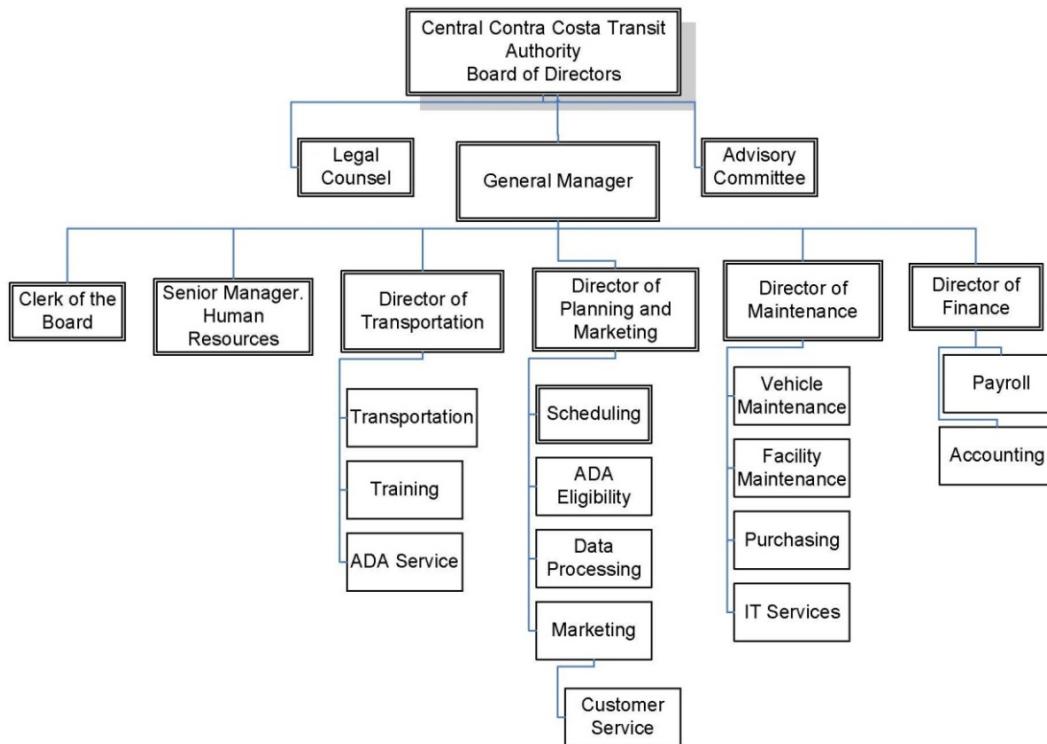 Central Contra Costa Transit
Authority
Board of Directors
Legal
Counsel
General Manager
Advisory
Committee
Clerk of the
Board
Senior Manager.
Human
Resources
Director of
Transportation
Director of
Planning and
Marketing
Director of
Maintenance
Director of
Finance
Transportation
Training
ADA Service
Scheduling
ADA
Eligibility
Data
Processing
Marketing
Customer
Service
Vehicle
Maintenance
Facility
Maintenance
Purchasing
IT Services
Payroll
Accounting